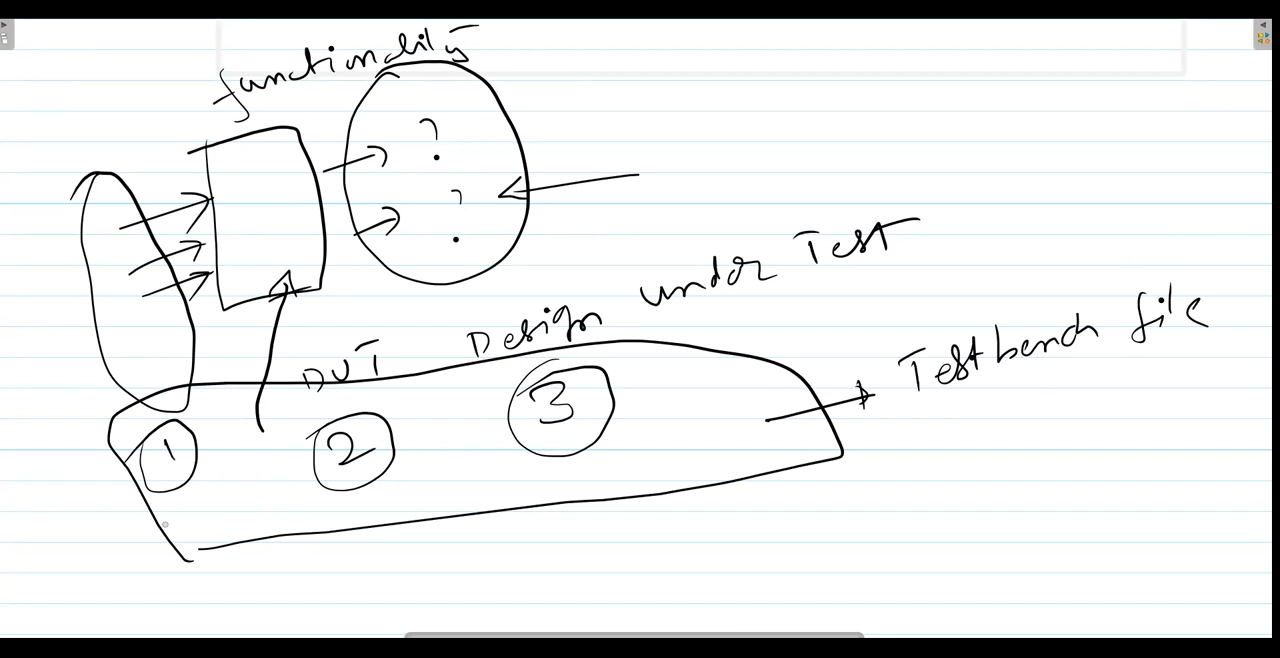 functionality
? 
?
DUT Design under Test
1 2 3
Testbench file